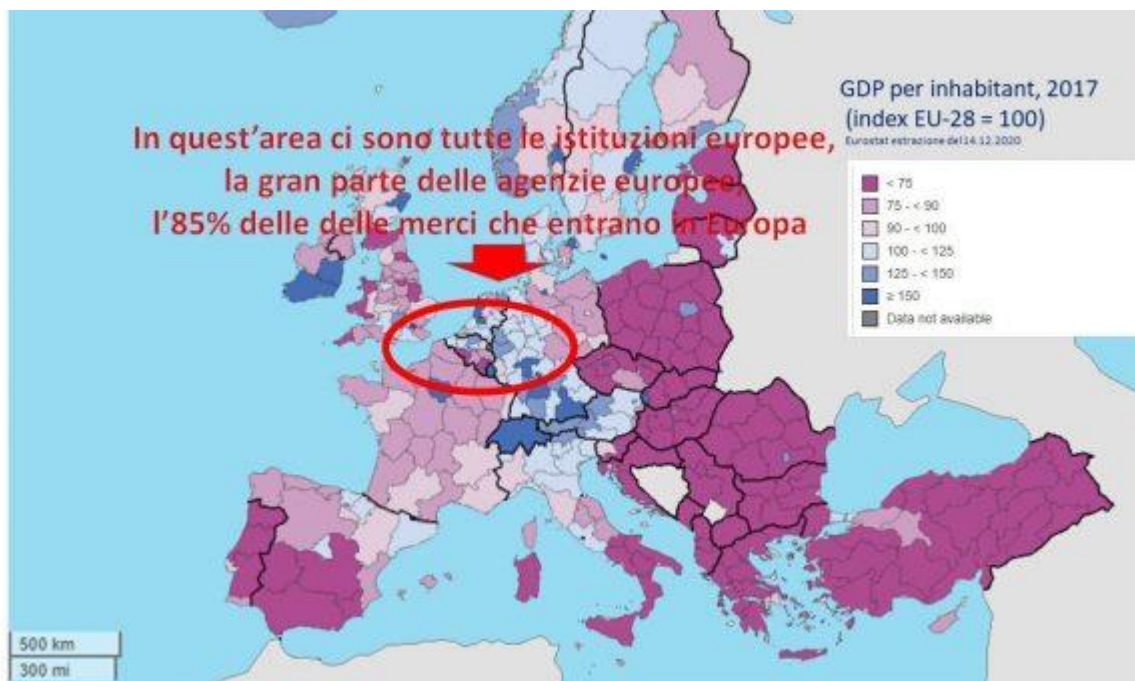 GDP per inhabitant, 2017
(index EU-28 = 100)
Eurostat estrazione del 14.12.2020
In quest'area ci sono tutte le istituzioni europee,
la gran parte delle agenzie europee,
l'85% delle delle merci che entrano in Europa
< 75
75 - < 90
90 - < 100
100 - < 125
125 - < 150
≥ 150
Data not available
500 km
300 mi